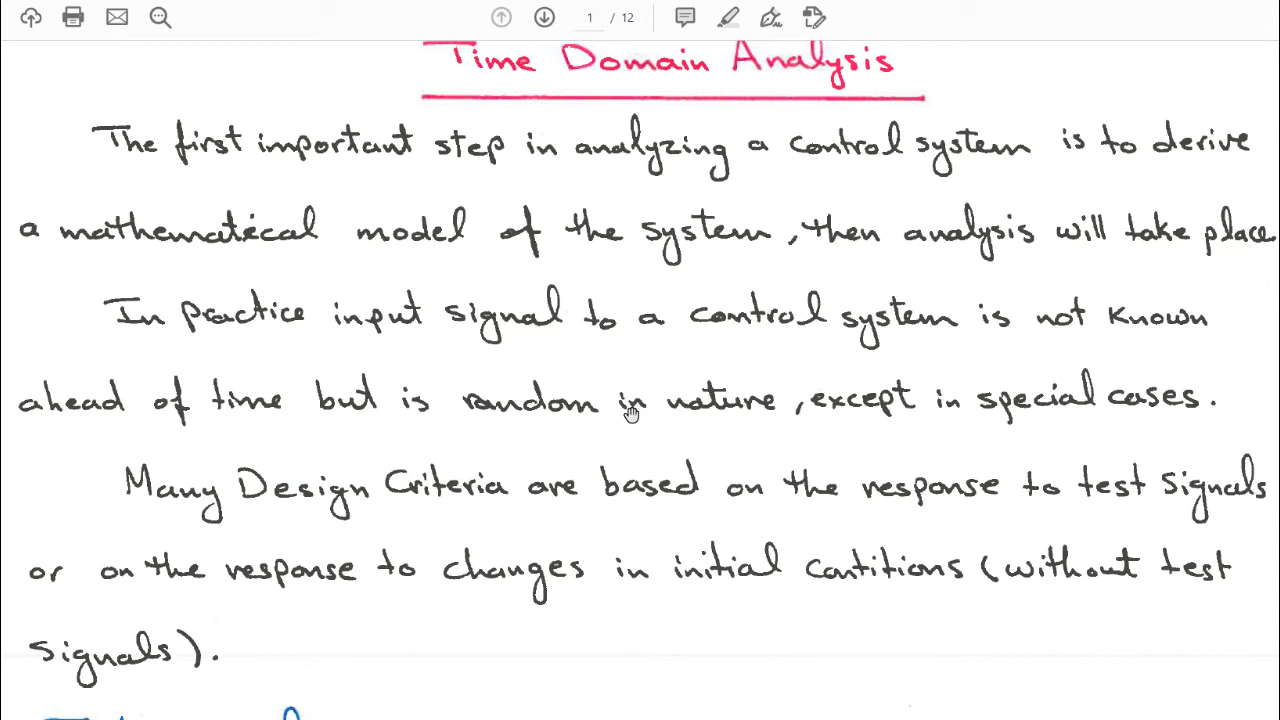 1 / 12
Time Domain Analysis
The first important step in analyzing a control system is to derive
a mathematical model of the system, then analysis will take place
In practice input signal to a control system is not known
ahead of time but is random in nature, except in special cases.
Many Design Criteria are based on the response to test signals
or on the response to changes in initial contitions (without test
signals).